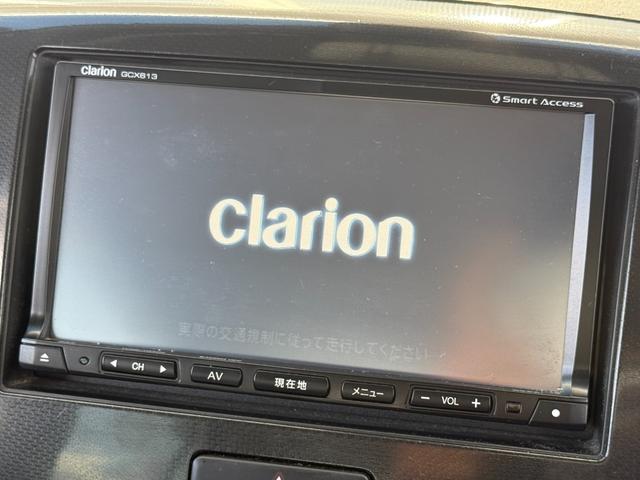 clarion GCX613
Smart Access
clarion
実際の交通規制に従って走行してください
CH AV 現在地 メニュー − VOL +